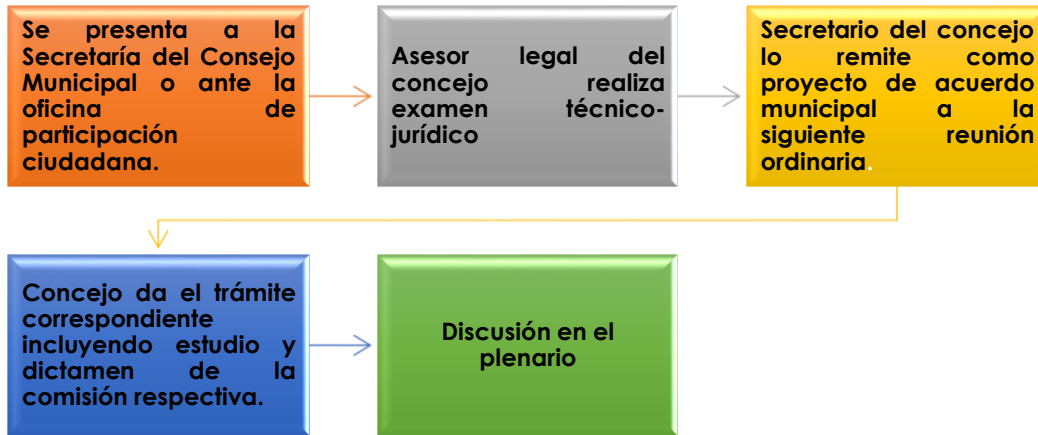 Se presenta a la
Secretaría del Consejo
Municipal o ante la
oficina de
participación
ciudadana.
Asesor legal del
concejo realiza
examen técnico-
jurídico
Secretario del concejo
lo remite como
proyecto de acuerdo
municipal a la
siguiente reunión
ordinaria.
Concejo da el trámite
correspondiente
incluyendo estudio y
dictamen de la
comisión respectiva.
Discusión en el
plenario